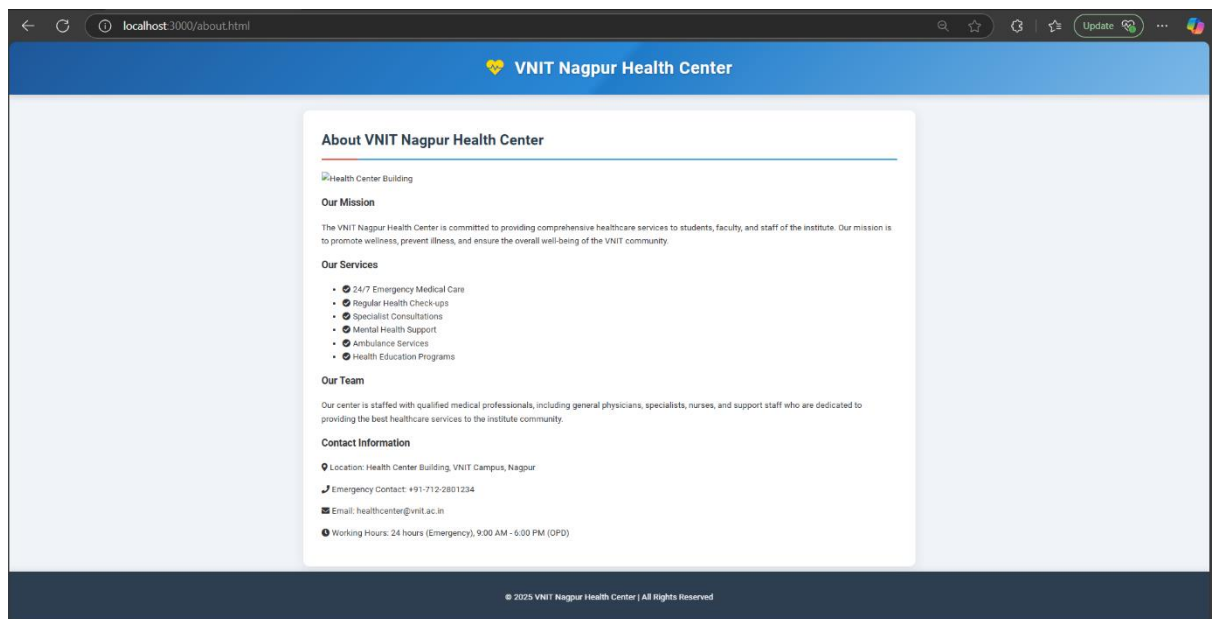 localhost:3000/about.html
Update
VNIT Nagpur Health Center
About VNIT Nagpur Health Center
Health Center Building
Our Mission
The VNIT Nagpur Health Center is committed to providing comprehensive healthcare services to students, faculty, and staff of the institute. Our mission is
to promote wellness, prevent illness, and ensure the overall well-being of the VNIT community.
Our Services
24/7 Emergency Medical Care
Regular Health Check-ups
Specialist Consultations
Mental Health Support
Ambulance Services
Health Education Programs
Our Team
Our center is staffed with qualified medical professionals, including general physicians, specialists, nurses, and support staff who are dedicated to
providing the best healthcare services to the institute community.
Contact Information
Location: Health Center Building, VNIT Campus, Nagpur
Emergency Contact: +91-712-2801234
Email: healthcenter@vnit.ac.in
Working Hours: 24 hours (Emergency), 9:00 AM - 6:00 PM (OPD)
© 2025 VNIT Nagpur Health Center | All Rights Reserved